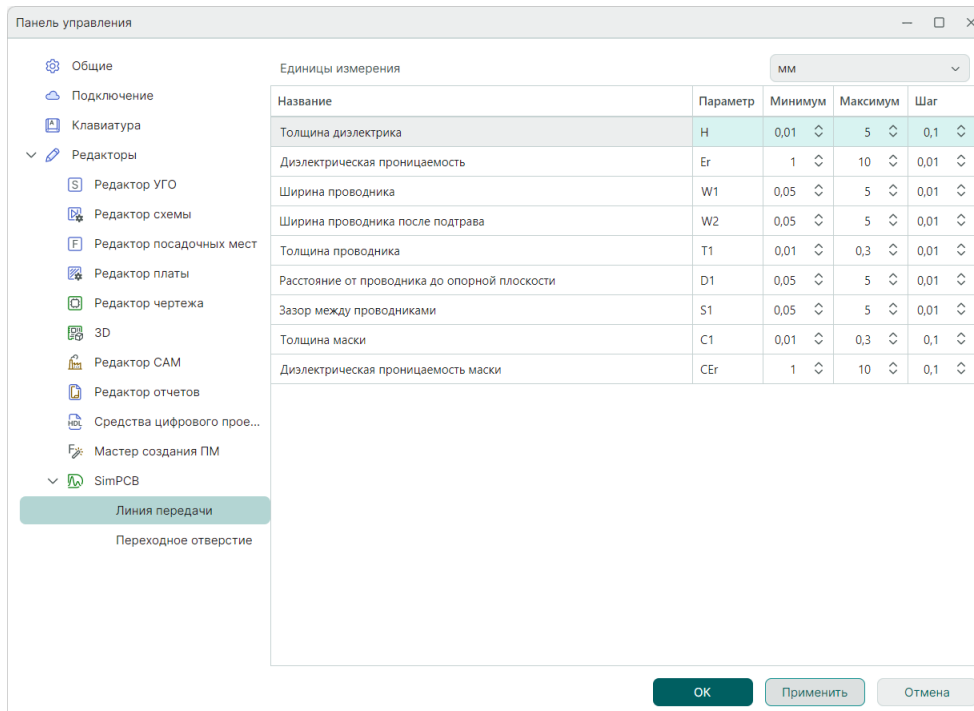 Панель управления
Общие
Подключение
Клавиатура
Редакторы
Редактор УГО
Редактор схемы
Редактор посадочных мест
Редактор платы
Редактор чертежа
3D
Редактор САМ
Редактор отчетов
Средства цифрового прое...
Мастер создания ПМ
SimPCB
Линия передачи
Переходное отверстие
Единицы измерения мм
Название Параметр Минимум Максимум Шаг
Толщина диэлектрика H 0,01 5 0,1
Диэлектрическая проницаемость Er 1 10 0,01
Ширина проводника W1 0,05 5 0,01
Ширина проводника после подтрава W2 0,05 5 0,01
Толщина проводника T1 0,01 0,3 0,01
Расстояние от проводника до опорной плоскости D1 0,05 5 0,01
Зазор между проводниками S1 0,05 5 0,01
Толщина маски C1 0,01 0,3 0,1
Диэлектрическая проницаемость маски CEr 1 10 0,1
ОК Применить Отмена